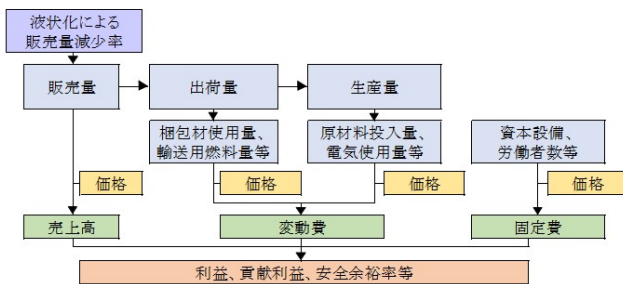 液状化による
販売量減少率
販売量
出荷量
生産量
梱包材使用量、
輸送用燃料量等
原材料投入量、
電気使用量等
資本設備、
労働者数等
価格
価格
価格
価格
売上高
変動費
固定費
利益、貢献利益、安全余裕率等